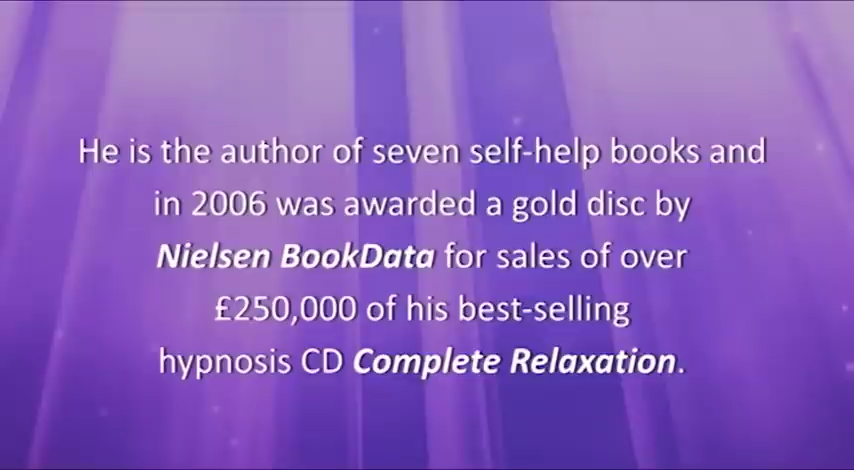 He is the author of seven self-help books and
in 2006 was awarded a gold disc by
Nielsen BookData for sales of over
£250,000 of his best-selling
hypnosis CD Complete Relaxation.